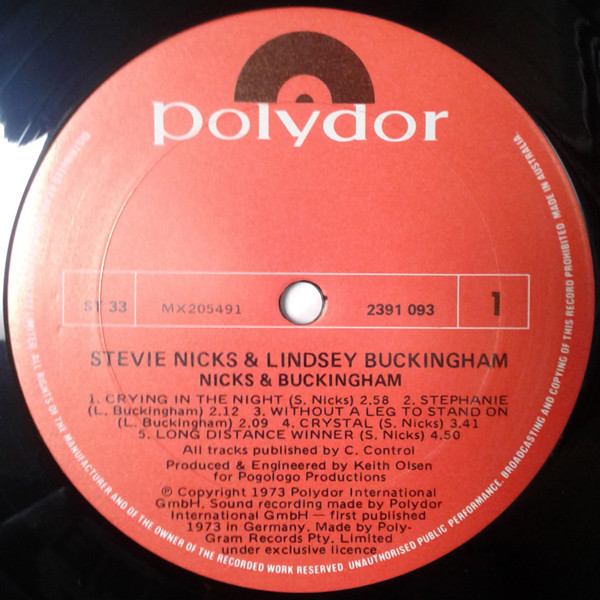 polydor
ST 33 MX205491 2391 093 1
STEVIE NICKS & LINDSEY BUCKINGHAM
NICKS & BUCKINGHAM
1. CRYING IN THE NIGHT (S. Nicks) 2.58 2. STEPHANIE
(L. Buckingham) 2.12 3. WITHOUT A LEG TO STAND ON
(L. Buckingham) 2.09 4. CRYSTAL (S. Nicks) 3.41
5. LONG DISTANCE WINNER (S. Nicks) 4.50
All tracks published by C. Control
Produced & Engineered by Keith Olsen
for Pogologo Productions
℗ Copyright 1973 Polydor International
GmbH. Sound recording made by Polydor
International GmbH — first published
1973 in Germany. Made by Poly-
Gram Records Pty. Limited
under exclusive licence
LIMITED. ALL RIGHTS OF THE MANUFACTURER AND OF THE OWNER OF THE RECORDED WORK RESERVED. UNAUTHORISED PUBLIC PERFORMANCE, BROADCASTING AND COPYING OF THIS RECORD PROHIBITED. MADE IN AUSTRALIA.